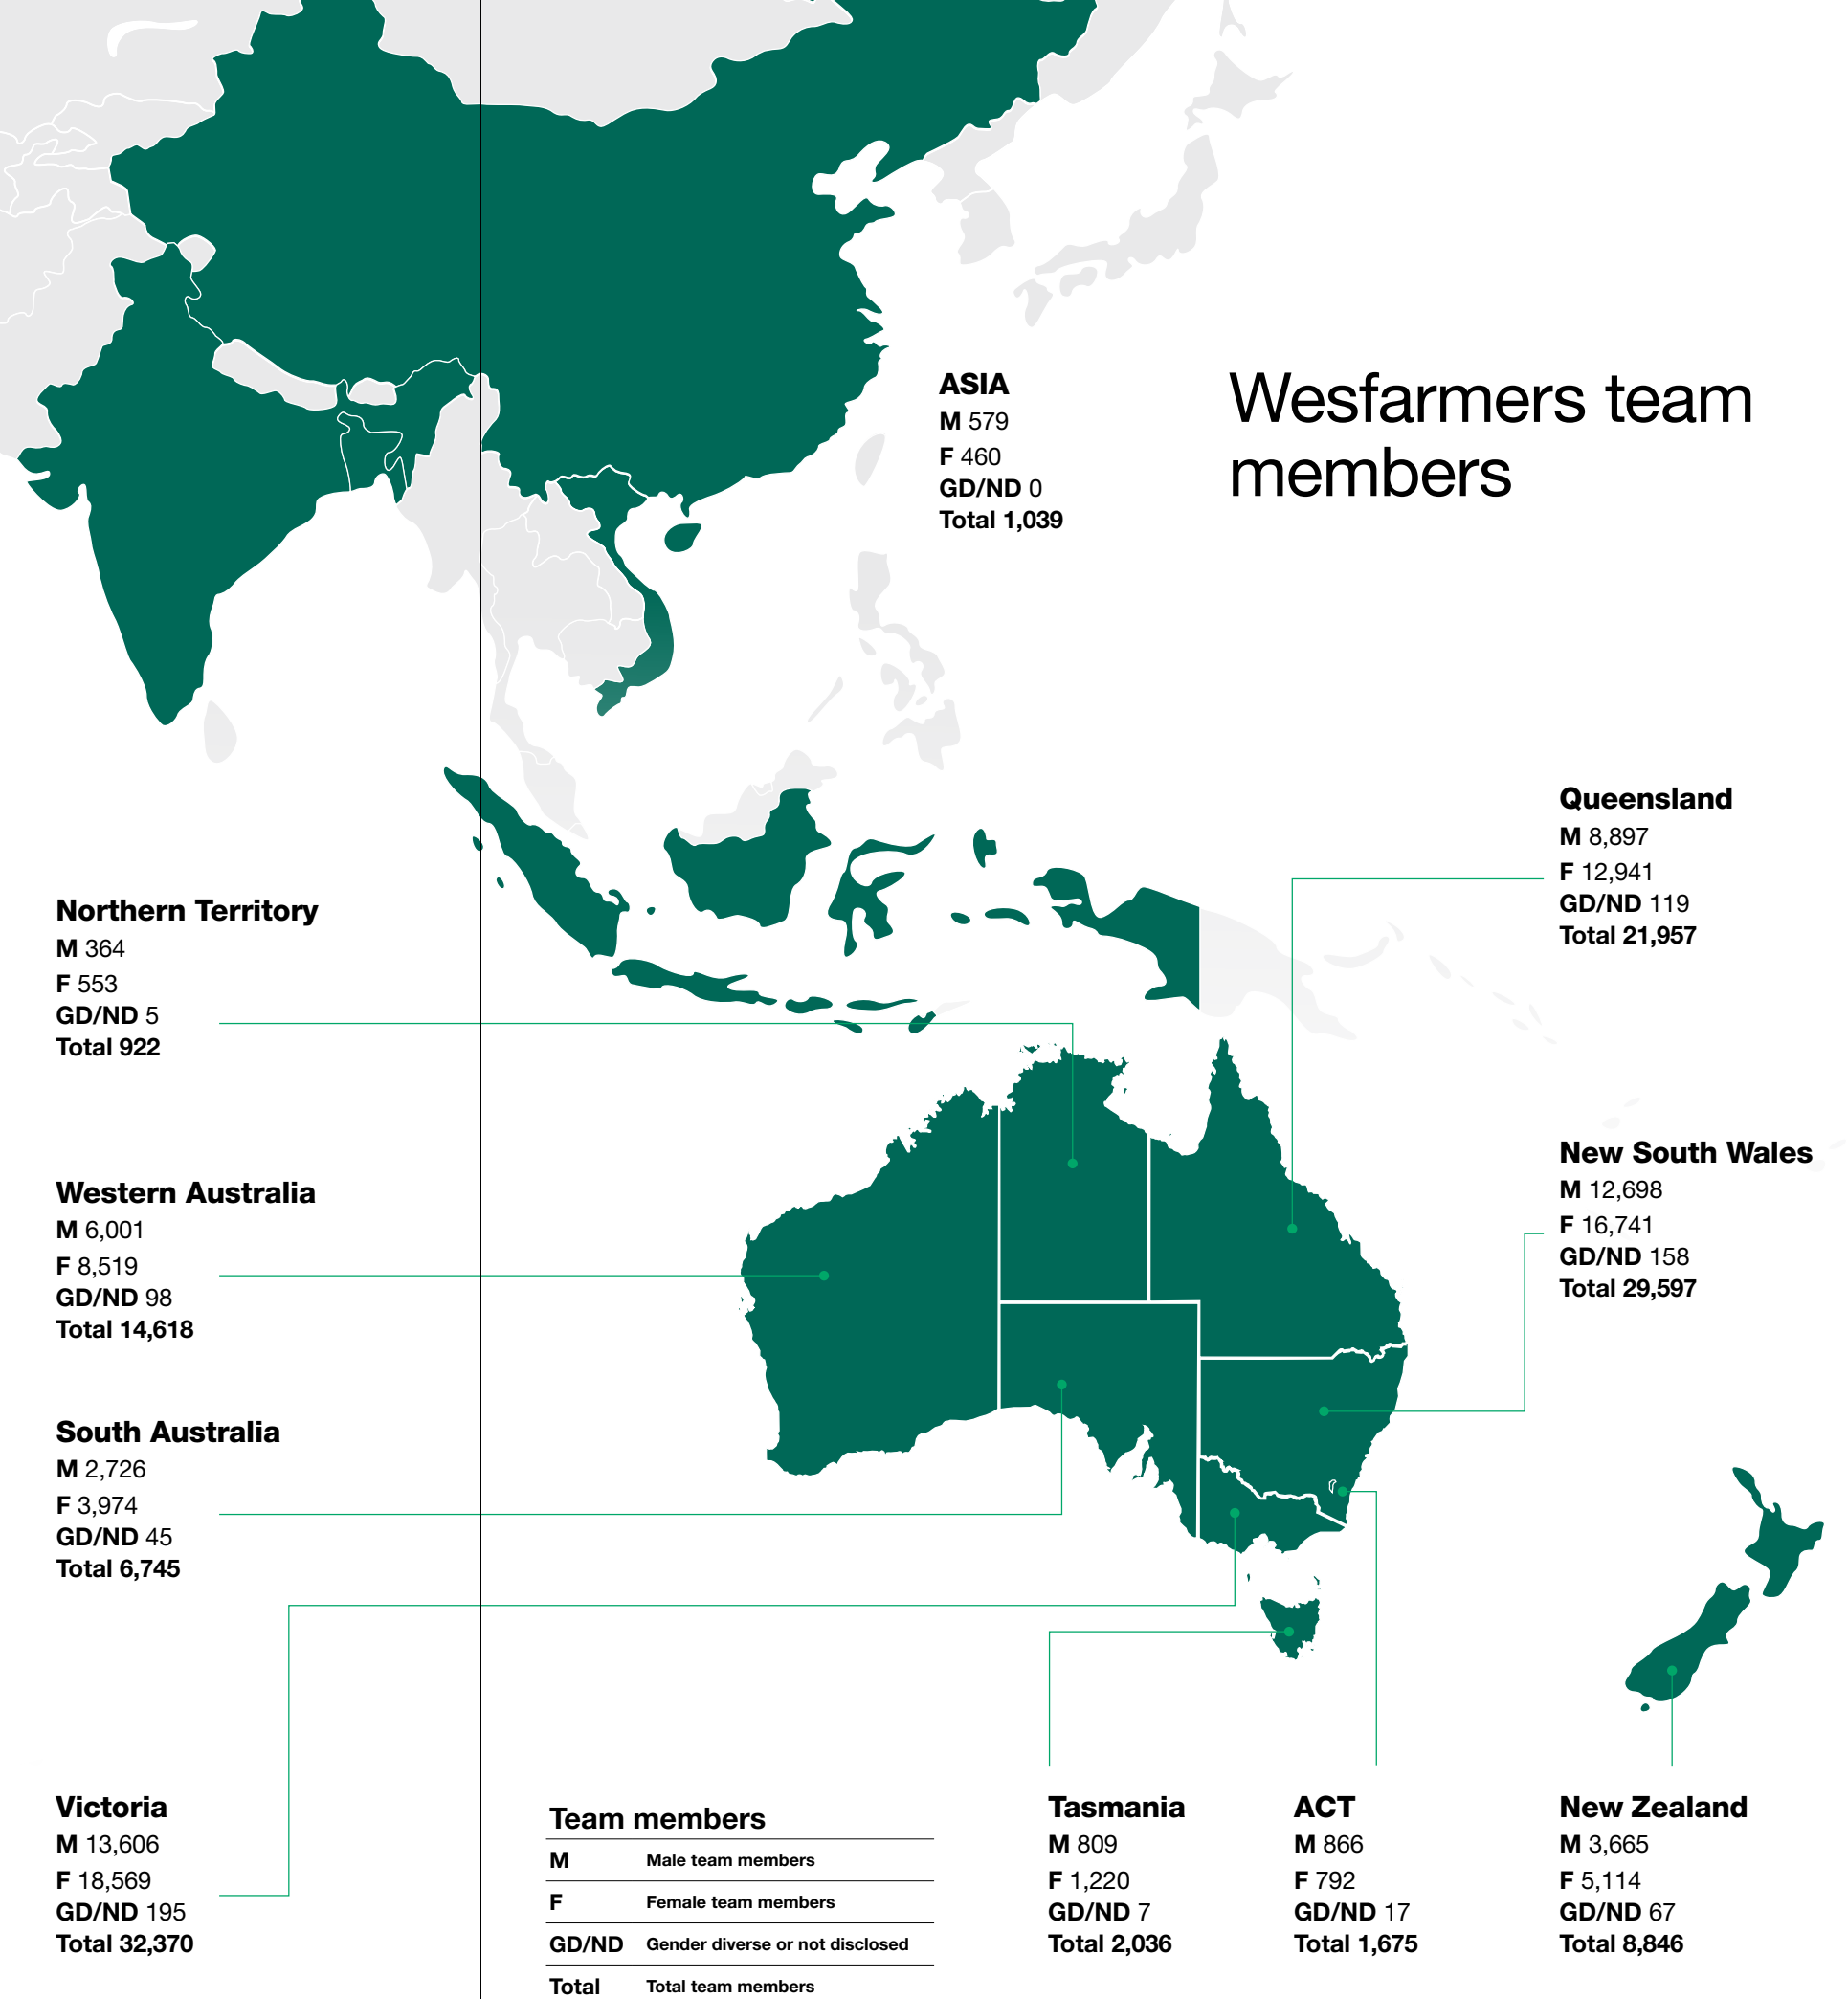 Wesfarmers team
members
ASIA
M 579
F 460
GD/ND 0
Total 1,039
Queensland
M 8,897
F 12,941
GD/ND 119
Total 21,957
Northern Territory
M 364
F 553
GD/ND 5
Total 922
New South Wales
M 12,698
F 16,741
GD/ND 158
Total 29,597
Western Australia
M 6,001
F 8,519
GD/ND 98
Total 14,618
South Australia
M 2,726
F 3,974
GD/ND 45
Total 6,745
Victoria
M 13,606
F 18,569
GD/ND 195
Total 32,370
Team members
M Male team members
F Female team members
GD/ND Gender diverse or not disclosed
Total Total team members
Tasmania
M 809
F 1,220
GD/ND 7
Total 2,036
ACT
M 866
F 792
GD/ND 17
Total 1,675
New Zealand
M 3,665
F 5,114
GD/ND 67
Total 8,846